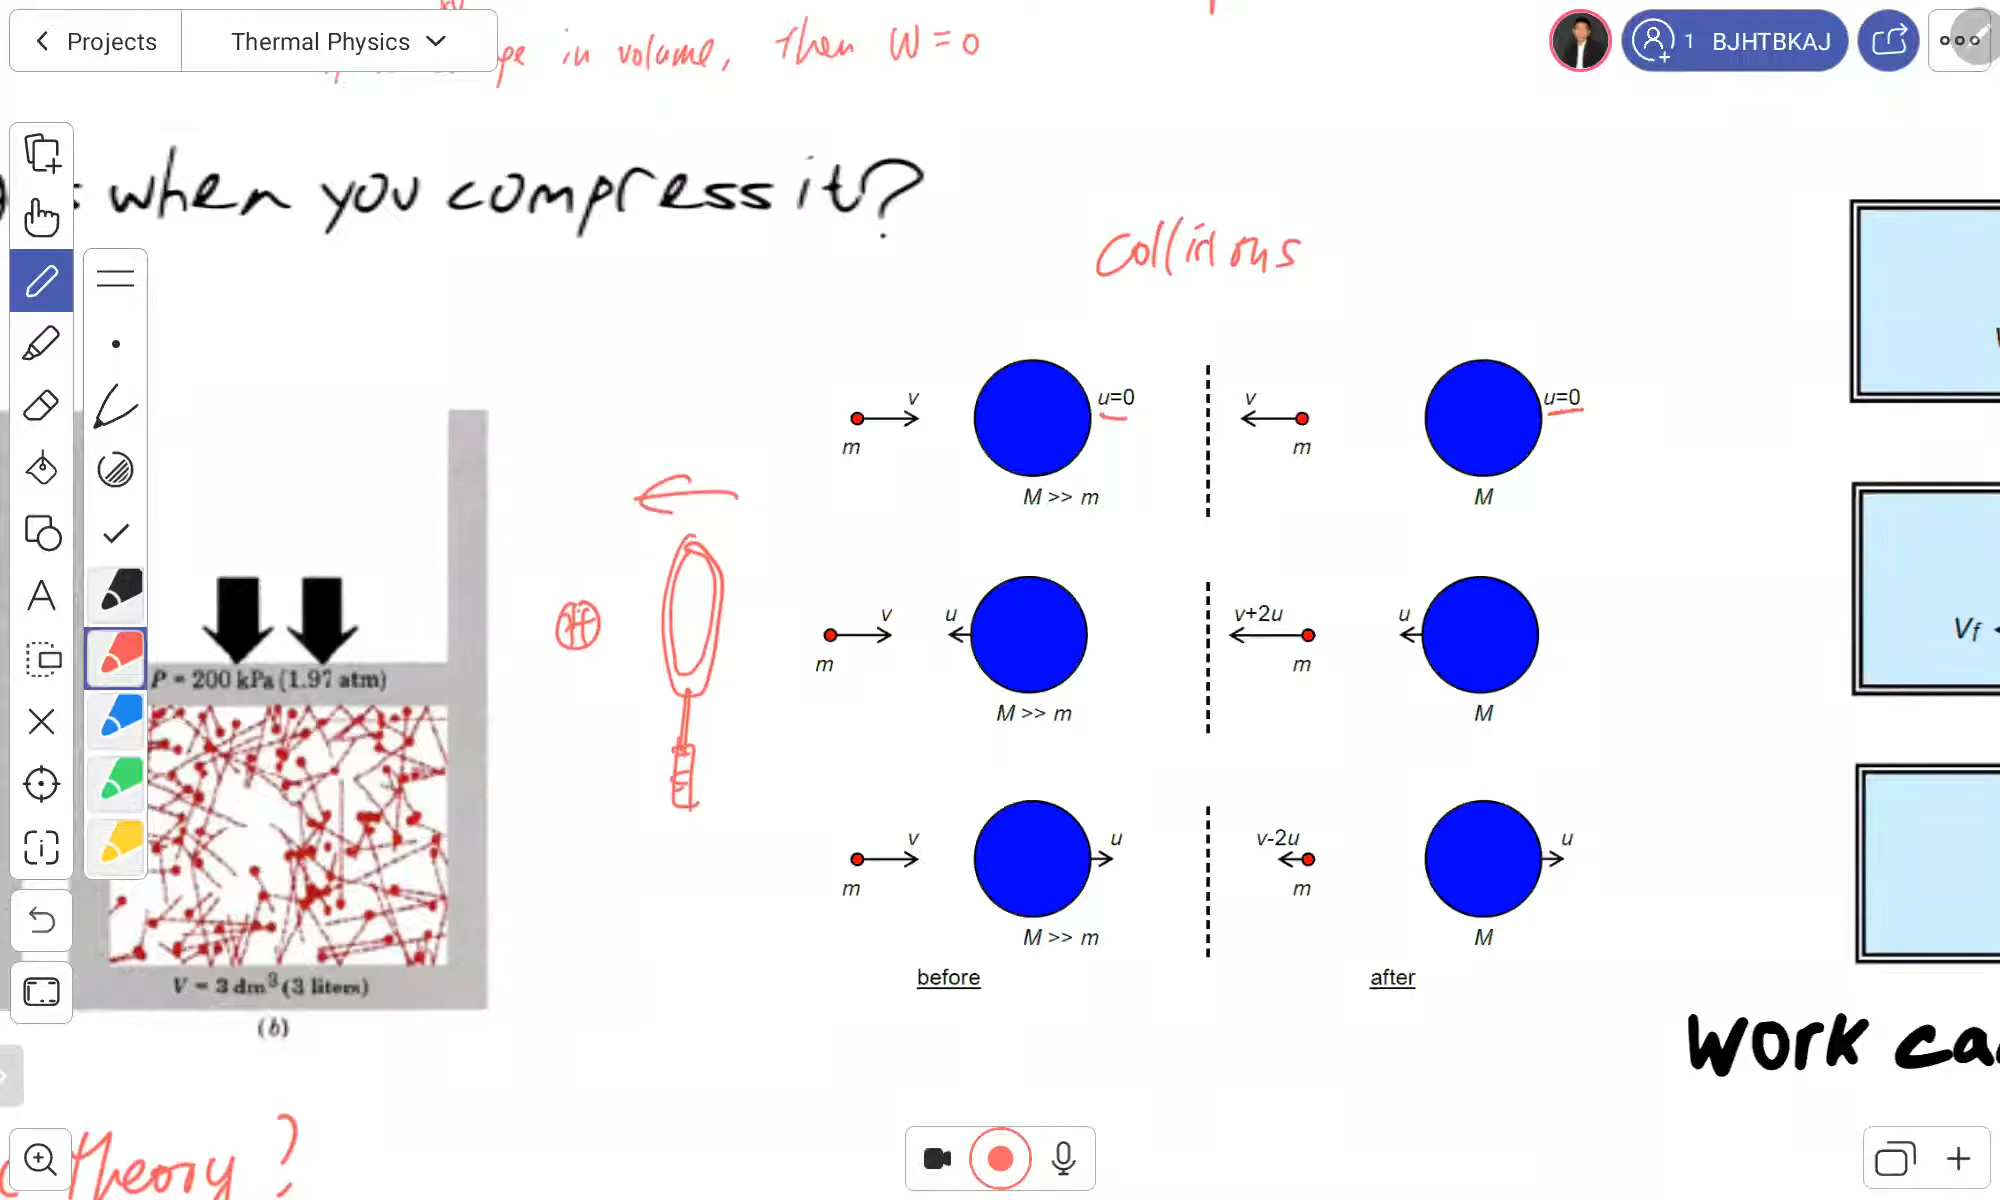 Projects
Thermal Physics
1 BJHTBKAJ
in volume, then W = 0
when you compress it?
Collisions
v
u=0
v
u=0
m
m
M >> m
M
v
u
v+2u
u
m
m
M >> m
M
P = 200 kPa (1.97 atm)
v
u
v-2u
u
m
m
M >> m
M
before
after
V = 3 dm³ (3 liters)
(b)
Vf
A
work
Theory?